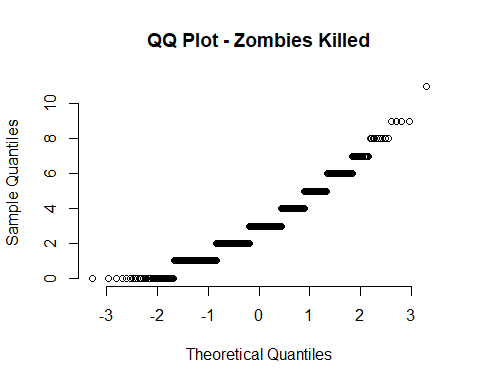 QQ Plot - Zombies Killed
Sample Quantiles
10
8
6
4
2
0
-3 -2 -1 0 1 2 3
Theoretical Quantiles